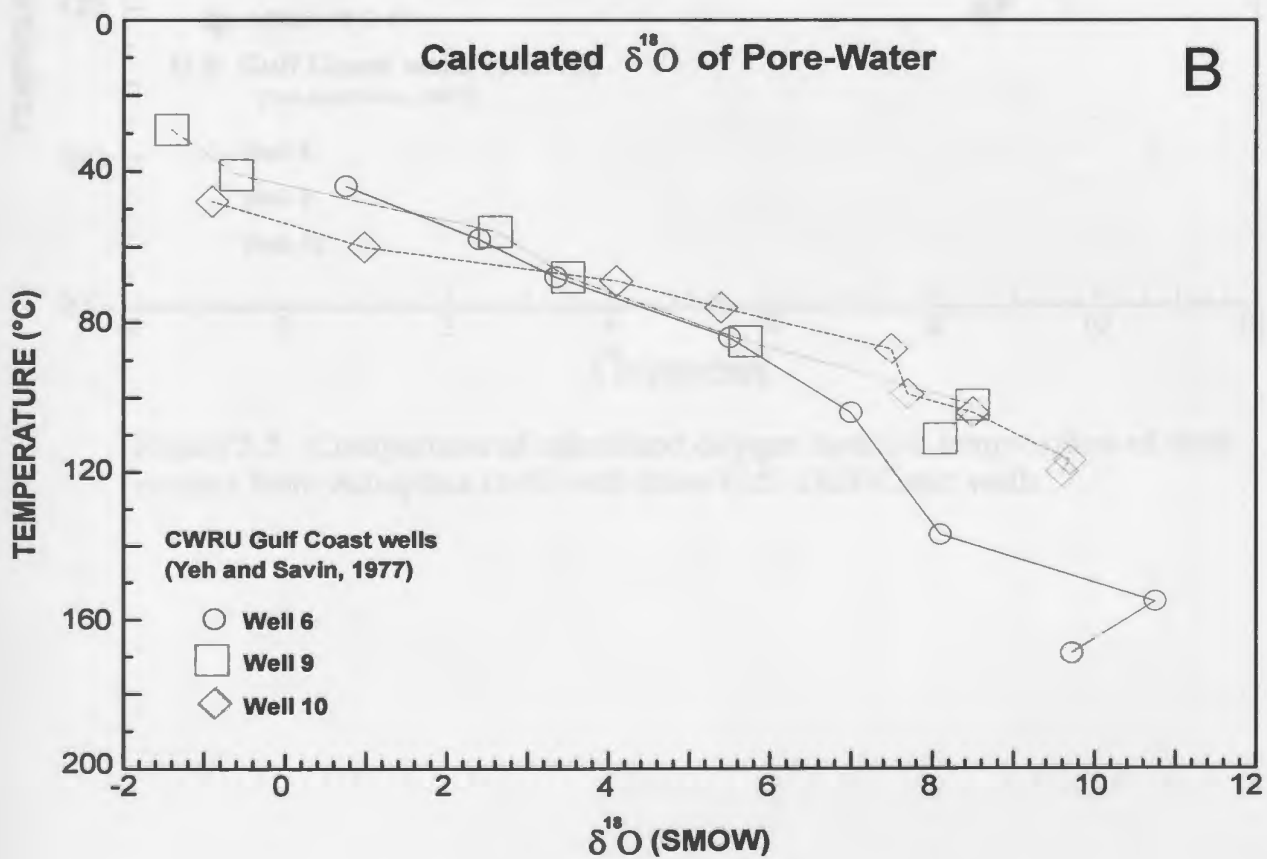 Calculated δ¹⁸O of Pore-Water
B
0
40
80
120
160
200
TEMPERATURE (°C)
CWRU Gulf Coast wells
(Yeh and Savin, 1977)
Well 6
Well 9
Well 10
-2 0 2 4 6 8 10 12
δ¹⁸O (SMOW)